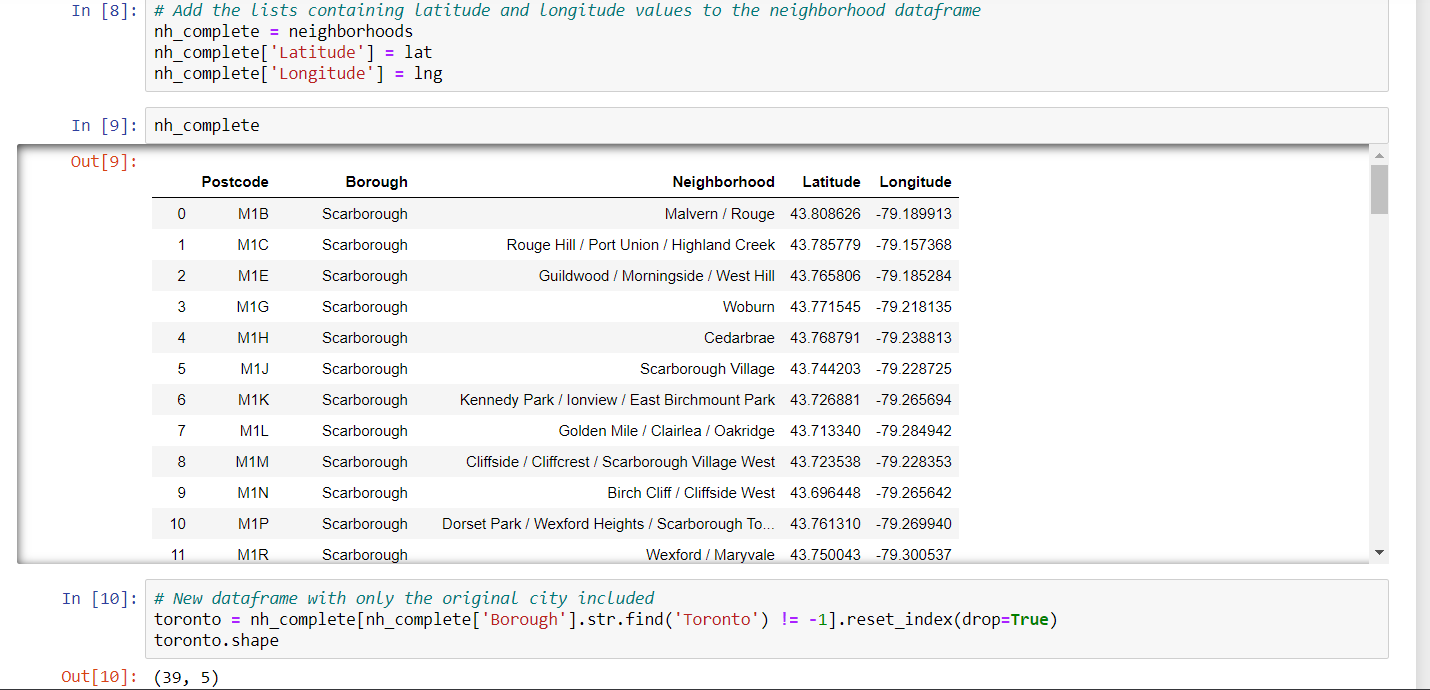 In [8]: # Add the lists containing latitude and longitude values to the neighborhood dataframe
nh_complete = neighborhoods
nh_complete['Latitude'] = lat
nh_complete['Longitude'] = lng
In [9]: nh_complete
Out[9]:
Postcode Borough Neighborhood Latitude Longitude
0 M1B Scarborough Malvern / Rouge 43.808626 -79.189913
1 M1C Scarborough Rouge Hill / Port Union / Highland Creek 43.785779 -79.157368
2 M1E Scarborough Guildwood / Morningside / West Hill 43.765806 -79.185284
3 M1G Scarborough Woburn 43.771545 -79.218135
4 M1H Scarborough Cedarbrae 43.768791 -79.238813
5 M1J Scarborough Scarborough Village 43.744203 -79.228725
6 M1K Scarborough Kennedy Park / Ionview / East Birchmount Park 43.726881 -79.265694
7 M1L Scarborough Golden Mile / Clairlea / Oakridge 43.713340 -79.284942
8 M1M Scarborough Cliffside / Cliffcrest / Scarborough Village West 43.723538 -79.228353
9 M1N Scarborough Birch Cliff / Cliffside West 43.696448 -79.265642
10 M1P Scarborough Dorset Park / Wexford Heights / Scarborough To... 43.761310 -79.269940
11 M1R Scarborough Wexford / Maryvale 43.750043 -79.300537
In [10]: # New dataframe with only the original city included
toronto = nh_complete[nh_complete['Borough'].str.find('Toronto') != -1].reset_index(drop=True)
toronto.shape
Out[10]: (39, 5)